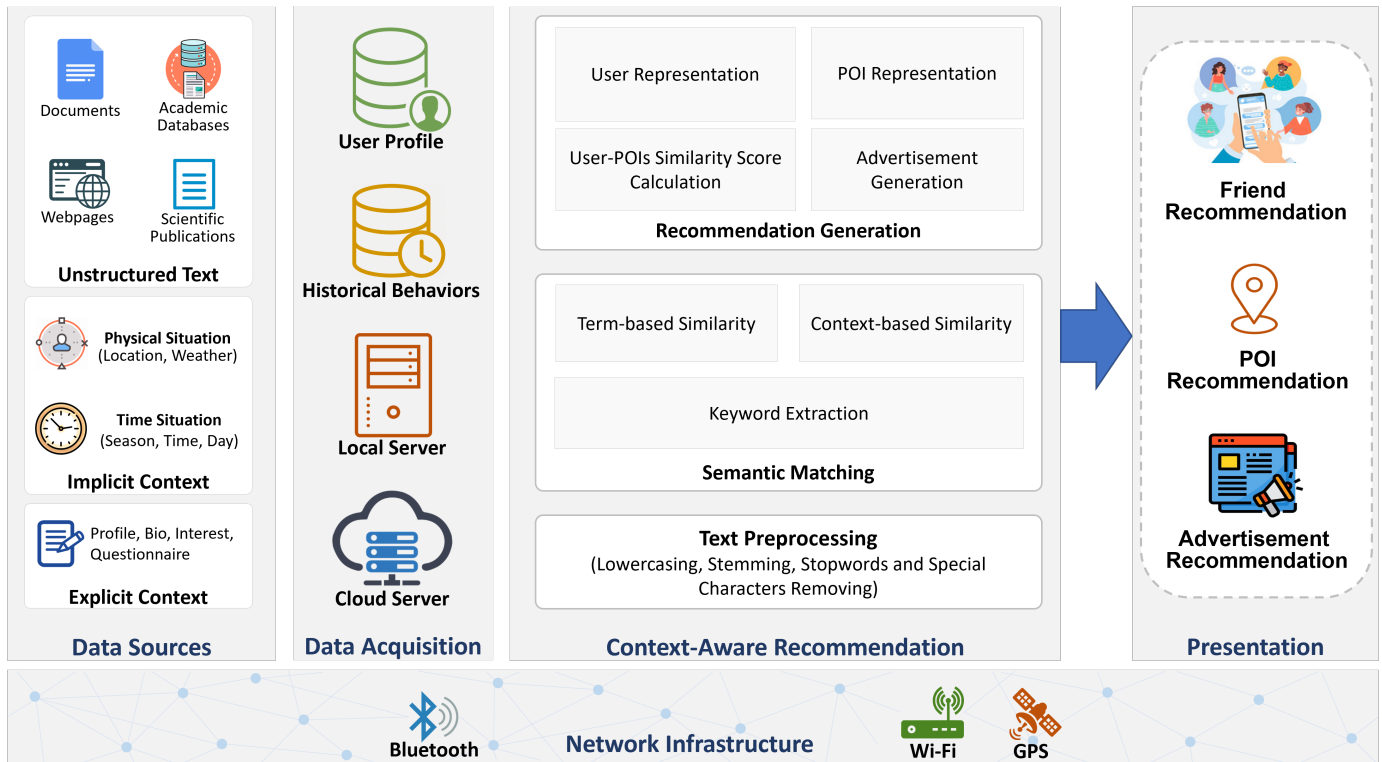 Documents
Academic
Databases
Webpages
Scientific
Publications
Unstructured Text
Physical Situation
(Location, Weather)
Time Situation
(Season, Time, Day)
Implicit Context
Profile, Bio, Interest,
Questionnaire
Explicit Context
Data Sources
User Profile
Historical Behaviors
Local Server
Cloud Server
Data Acquisition
User Representation
POI Representation
User-POIs Similarity Score
Calculation
Advertisement
Generation
Recommendation Generation
Term-based Similarity
Context-based Similarity
Keyword Extraction
Semantic Matching
Text Preprocessing
(Lowercasing, Stemming, Stopwords and Special
Characters Removing)
Context-Aware Recommendation
Friend
Recommendation
POI
Recommendation
Advertisement
Recommendation
Presentation
Bluetooth
Network Infrastructure
Wi-Fi
GPS